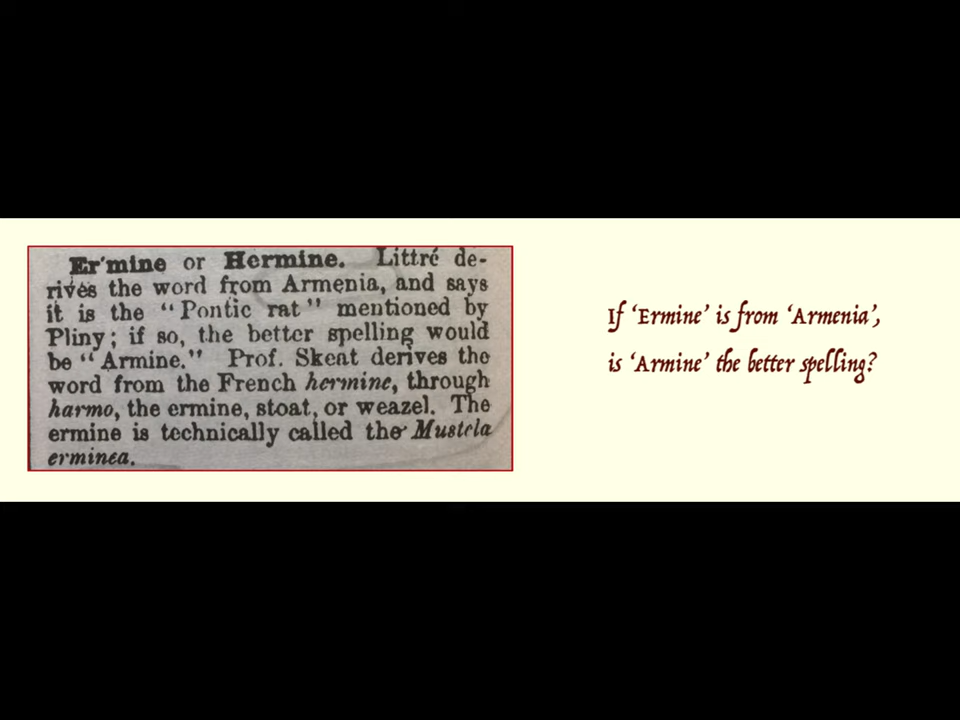 Er′mine or Hermine. Littré de-
rives the word from Armenia, and says
it is the “Pontic rat” mentioned by
Pliny; if so, the better spelling would
be “Armine.” Prof. Skeat derives the
word from the French hermine, through
harmo, the ermine, stoat, or weazel. The
ermine is technically called the Mustela
erminea.
If ‘Ermine’ is from ‘Armenia’,
is ‘Armine’ the better spelling?